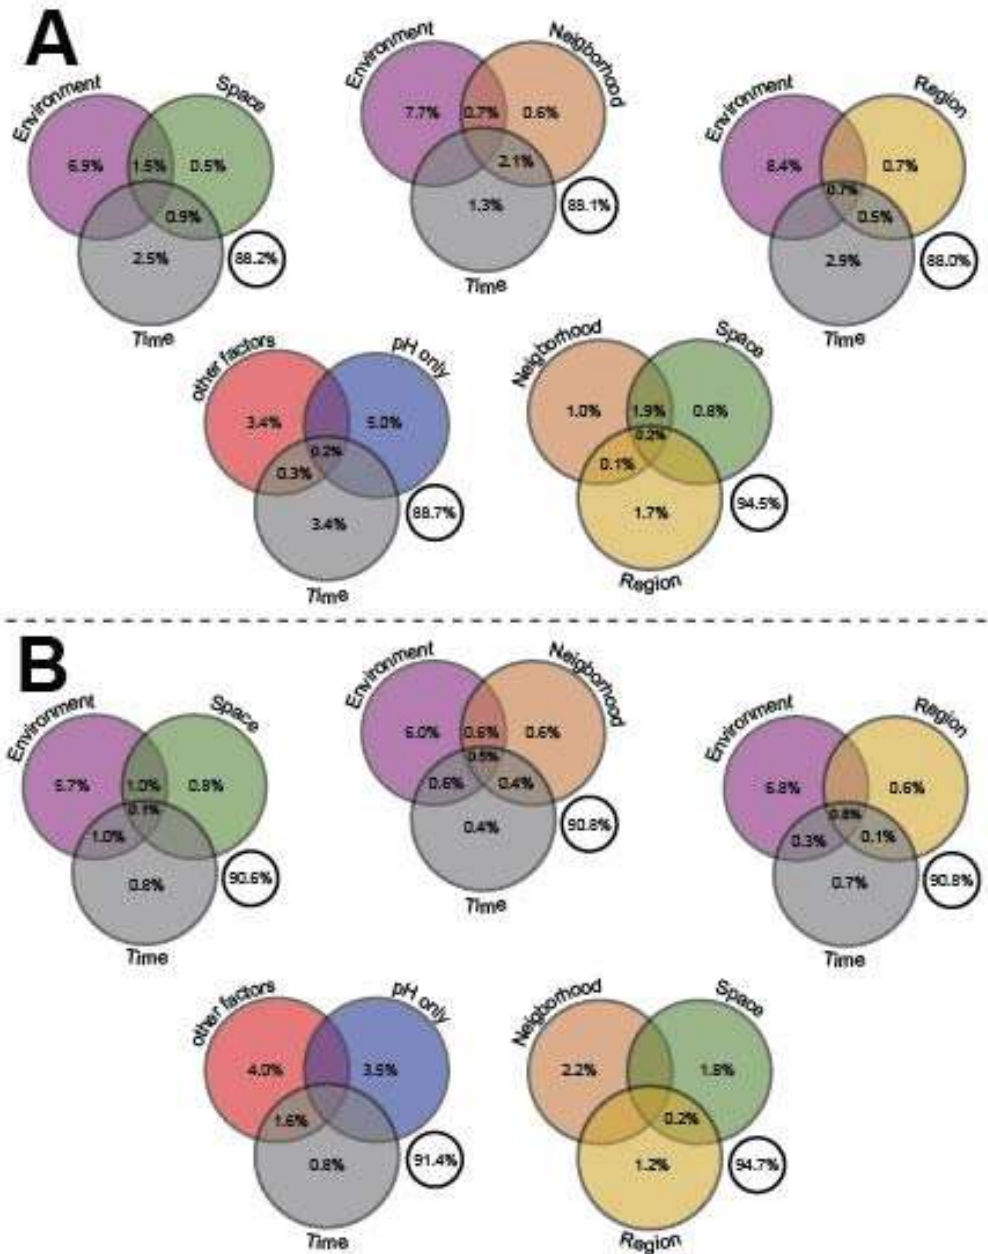 A
Environment
Space
6.9%
1.5%
0.5%
0.9%
2.5%
88.2%
Time
Environment
Neigborhood
7.7%
0.7%
0.6%
2.1%
1.3%
Time
Environment
Region
8.4%
0.7%
0.7%
0.5%
2.9%
88.0%
Time
other factors
pH only
3.4%
5.0%
0.2%
0.3%
3.4%
88.7%
Time
Neigborhood
Space
1.0%
1.9%
0.8%
0.2%
0.1%
1.7%
94.5%
Region
B
Environment
Space
5.7%
1.0%
0.8%
0.1%
1.0%
0.8%
90.6%
Time
Environment
Neigborhood
6.0%
0.6%
0.6%
0.6%
0.4%
0.4%
90.8%
Time
Environment
Region
6.8%
0.6%
0.3%
0.1%
0.7%
90.8%
Time
other factors
pH only
4.0%
3.5%
1.6%
0.8%
91.4%
Time
Neigborhood
Space
2.2%
1.8%
0.2%
1.2%
94.7%
Region